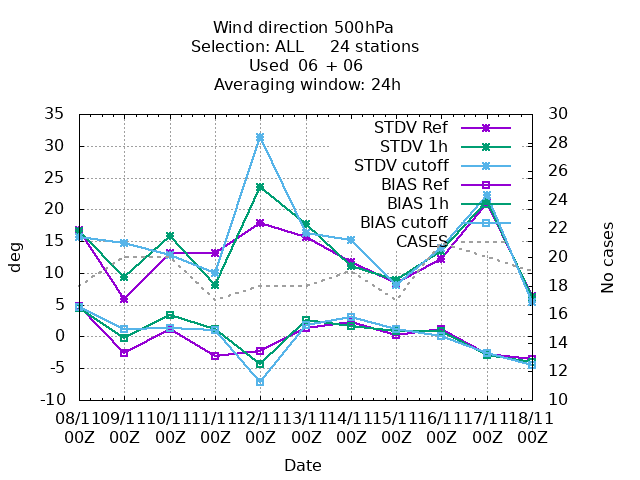 Wind direction 500hPa
Selection: ALL 24 stations
Used 06 + 06
Averaging window: 24h
35
30
25
20
15
10
5
0
-5
-10
deg
STDV Ref
STDV 1h
STDV cutoff
BIAS Ref
BIAS 1h
BIAS cutoff
CASES
30
28
26
24
22
20
18
16
14
12
10
No cases
08/11 09/11 10/11 11/11 12/11 13/11 14/11 15/11 16/11 17/11 18/11
00Z 00Z 00Z 00Z 00Z 00Z 00Z 00Z 00Z 00Z 00Z
Date